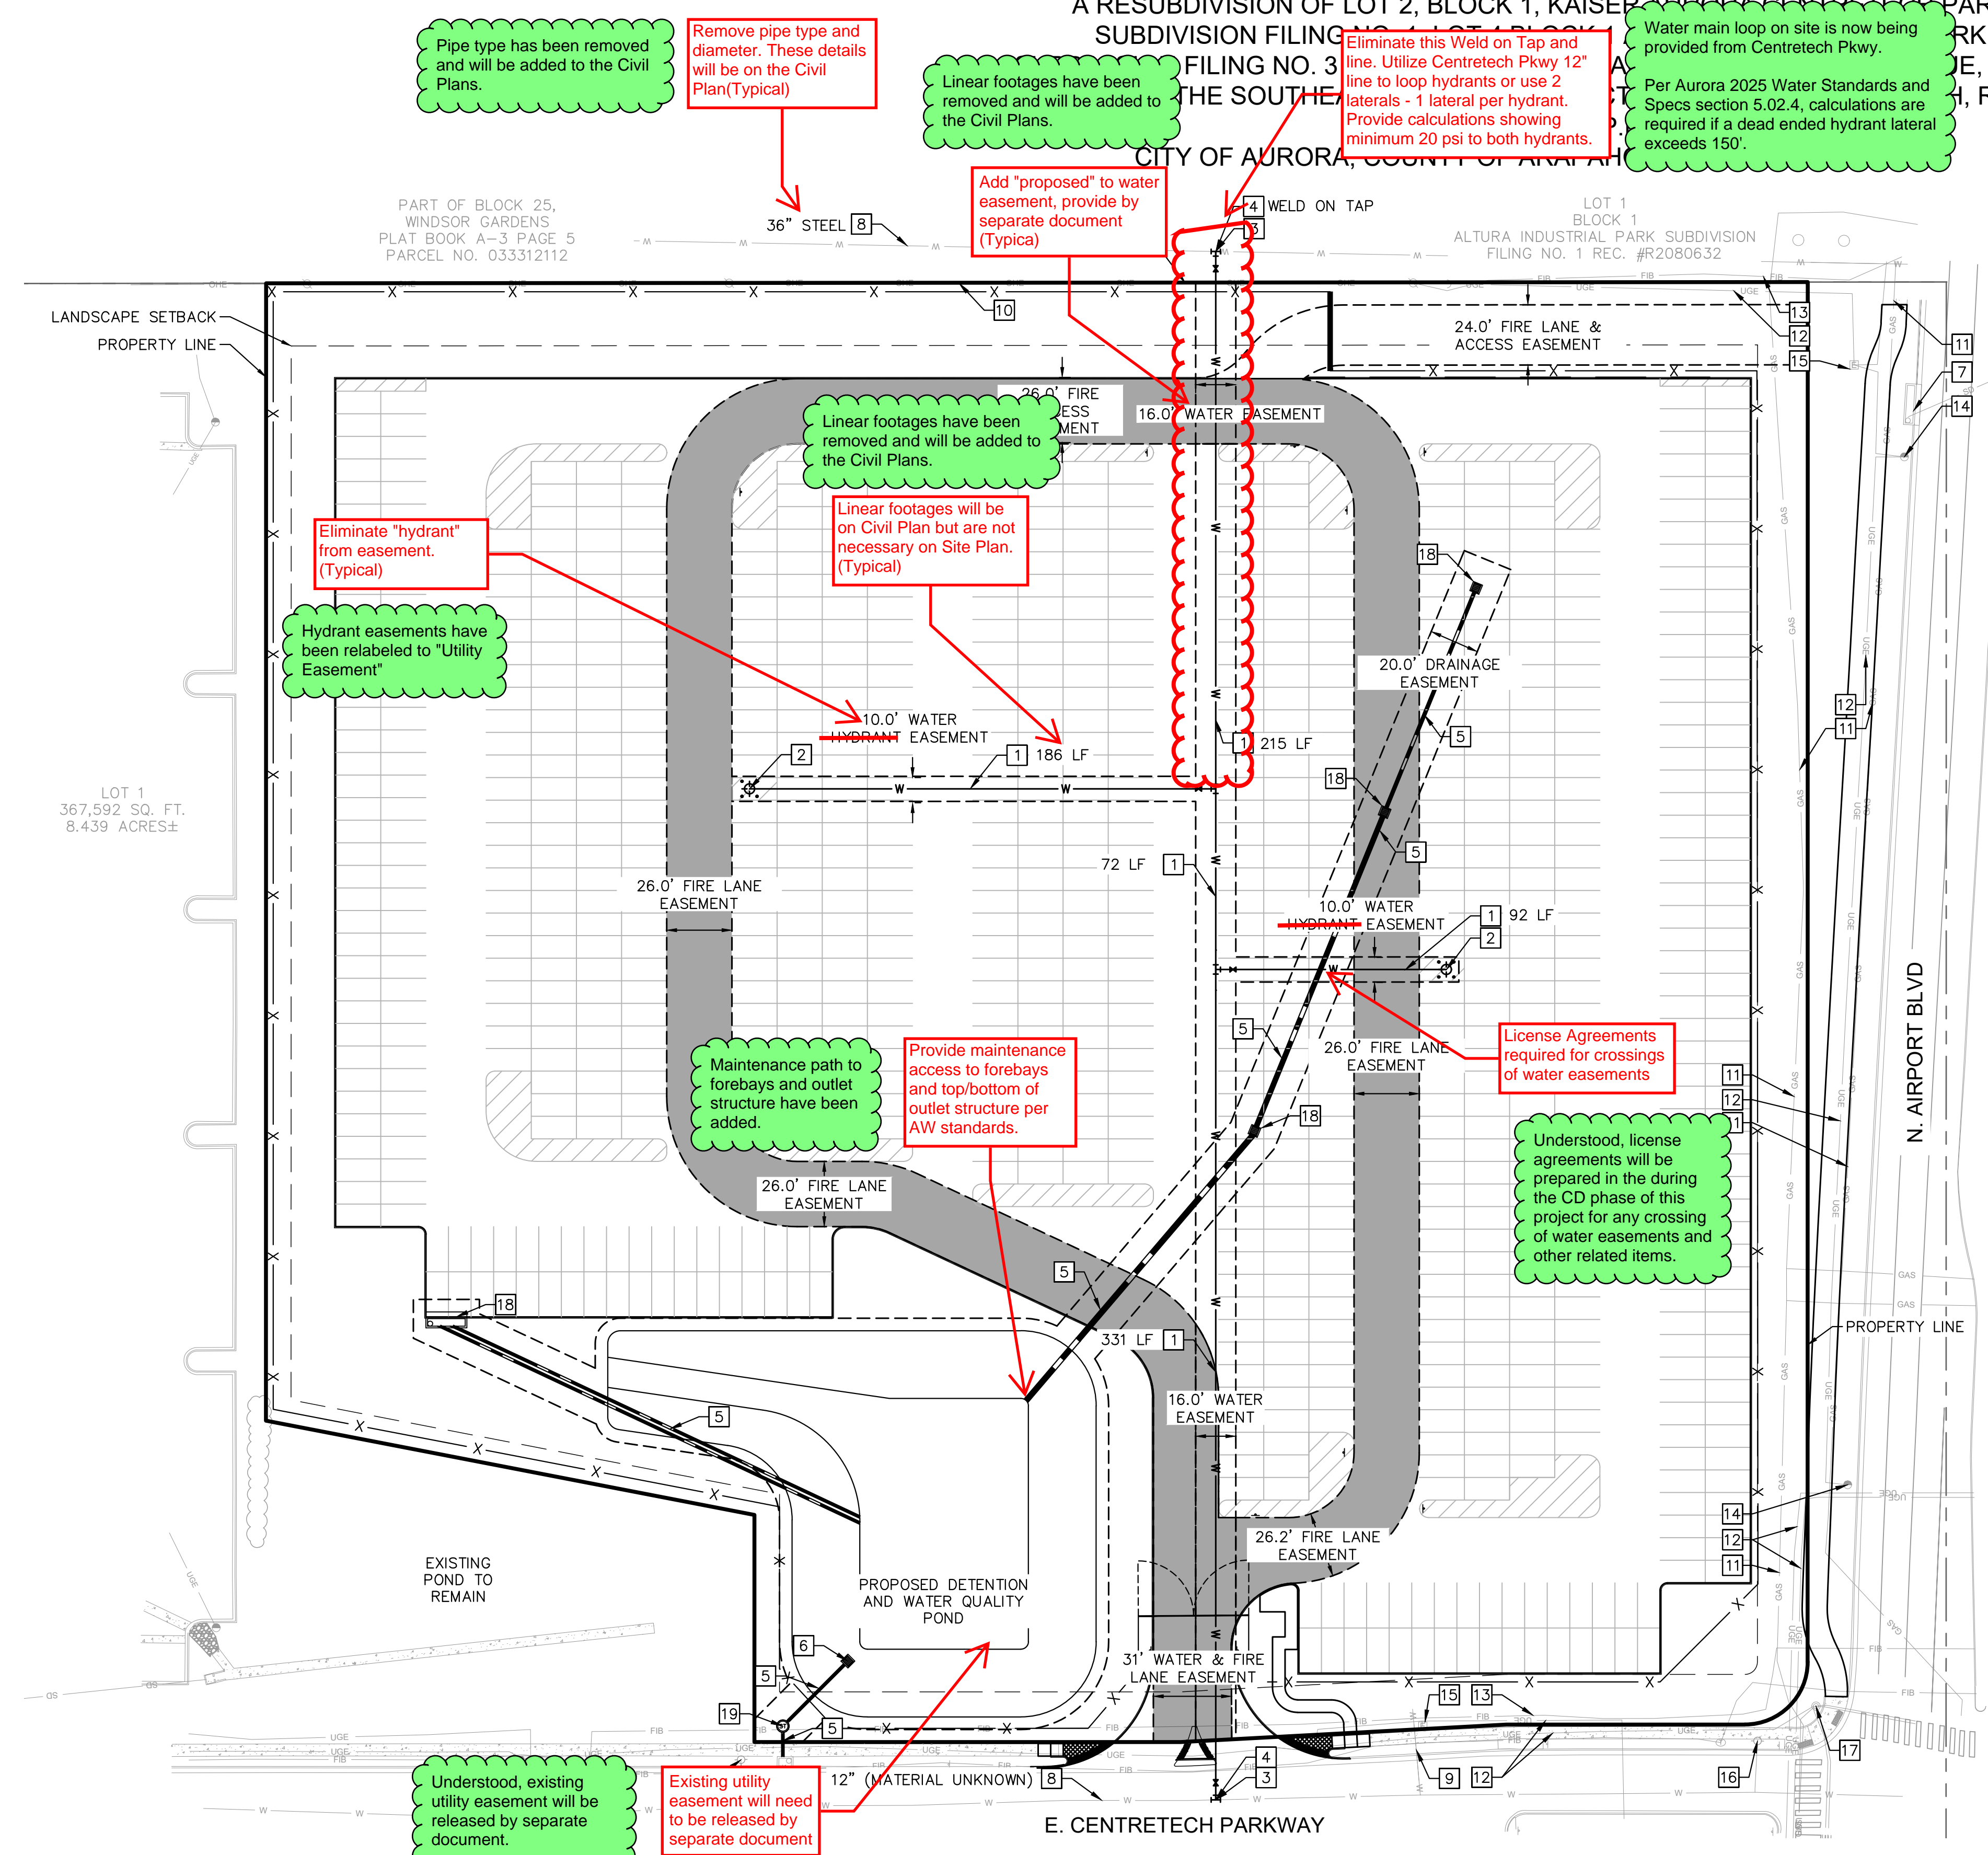 A RESUBDIVISION OF LOT 2, BLOCK 1, KAISER
SUBDIVISION FILING NO.
FILING NO. 3
THE SOUTHEA
CITY OF AURORA, COUNTY OF ARAPAHO
Pipe type has been removed
and will be added to the Civil
Plans.
Remove pipe type and
diameter. These details
will be on the Civil
Plan(Typical)
Linear footages have been
removed and will be added to
the Civil Plans.
Eliminate this Weld on Tap and
line. Utilize Centretech Pkwy 12"
line to loop hydrants or use 2
laterals - 1 lateral per hydrant.
Provide calculations showing
minimum 20 psi to both hydrants.
Water main loop on site is now being
provided from Centretech Pkwy.
Per Aurora 2025 Water Standards and
Specs section 5.02.4, calculations are
required if a dead ended hydrant lateral
exceeds 150'.
Add "proposed" to water
easement, provide by
separate document
(Typica)
PART OF BLOCK 25,
WINDSOR GARDENS
PLAT BOOK A-3 PAGE 5
PARCEL NO. 033312112
36" STEEL 8
4 WELD ON TAP
3
LOT 1
BLOCK 1
ALTURA INDUSTRIAL PARK SUBDIVISION
FILING NO. 1 REC. #R2080632
LANDSCAPE SETBACK
PROPERTY LINE
10
24.0' FIRE LANE &
ACCESS EASEMENT
13
12
15
11
7
14
26.0' FIRE
16.0' WATER EASEMENT
Linear footages have been
removed and will be added to
the Civil Plans.
Linear footages will be
on Civil Plan but are not
necessary on Site Plan.
(Typical)
Eliminate "hydrant"
from easement.
(Typical)
Hydrant easements have
been relabeled to "Utility
Easement"
18
20.0' DRAINAGE
EASEMENT
5
10.0' WATER
HYDRANT EASEMENT
2
1 186 LF
1 215 LF
18
12
11
LOT 1
367,592 SQ. FT.
8.439 ACRES±
72 LF 1
5
26.0' FIRE LANE
EASEMENT
10.0' WATER
HYDRANT EASEMENT
1 92 LF
2
N. AIRPORT BLVD
5
26.0' FIRE LANE
EASEMENT
License Agreements
required for crossings
of water easements
Maintenance path to
forebays and outlet
structure have been
added.
Provide maintenance
access to forebays
and top/bottom of
outlet structure per
AW standards.
11
12
18
Understood, license
agreements will be
prepared in the during
the CD phase of this
project for any crossing
of water easements and
other related items.
26.0' FIRE LANE
EASEMENT
5
18
331 LF 1
PROPERTY LINE
5
16.0' WATER
EASEMENT
14
12
11
26.2' FIRE LANE
EASEMENT
EXISTING
POND TO
REMAIN
PROPOSED DETENTION
AND WATER QUALITY
POND
6
5
31' WATER & FIRE
LANE EASEMENT
19
5
15
13
17
Understood, existing
utility easement will be
released by separate
document.
Existing utility
easement will need
to be released by
separate document
12" (MATERIAL UNKNOWN) 8
4
3
9
12
16
E. CENTRETECH PARKWAY